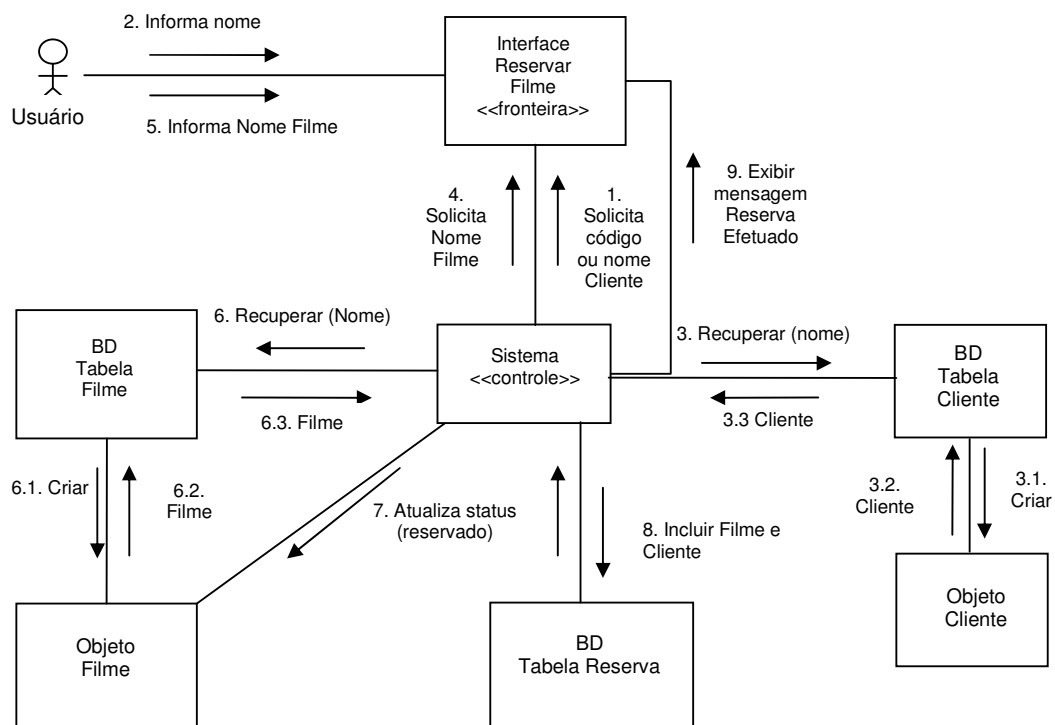 2. Informa nome
Usuário
5. Informa Nome Filme
Interface
Reservar
Filme
<<fronteira>>
4.
Solicita
Nome
Filme
1.
Solicita
código
ou nome
Cliente
9. Exibir
mensagem
Reserva
Efetuado
BD
Tabela
Filme
6. Recuperar (Nome)
6.3. Filme
Sistema
<<controle>>
3. Recuperar (nome)
3.3 Cliente
BD
Tabela
Cliente
6.1. Criar
6.2.
Filme
7. Atualiza status
(reservado)
8. Incluir Filme e
Cliente
3.2.
Cliente
3.1.
Criar
Objeto
Filme
BD
Tabela Reserva
Objeto
Cliente